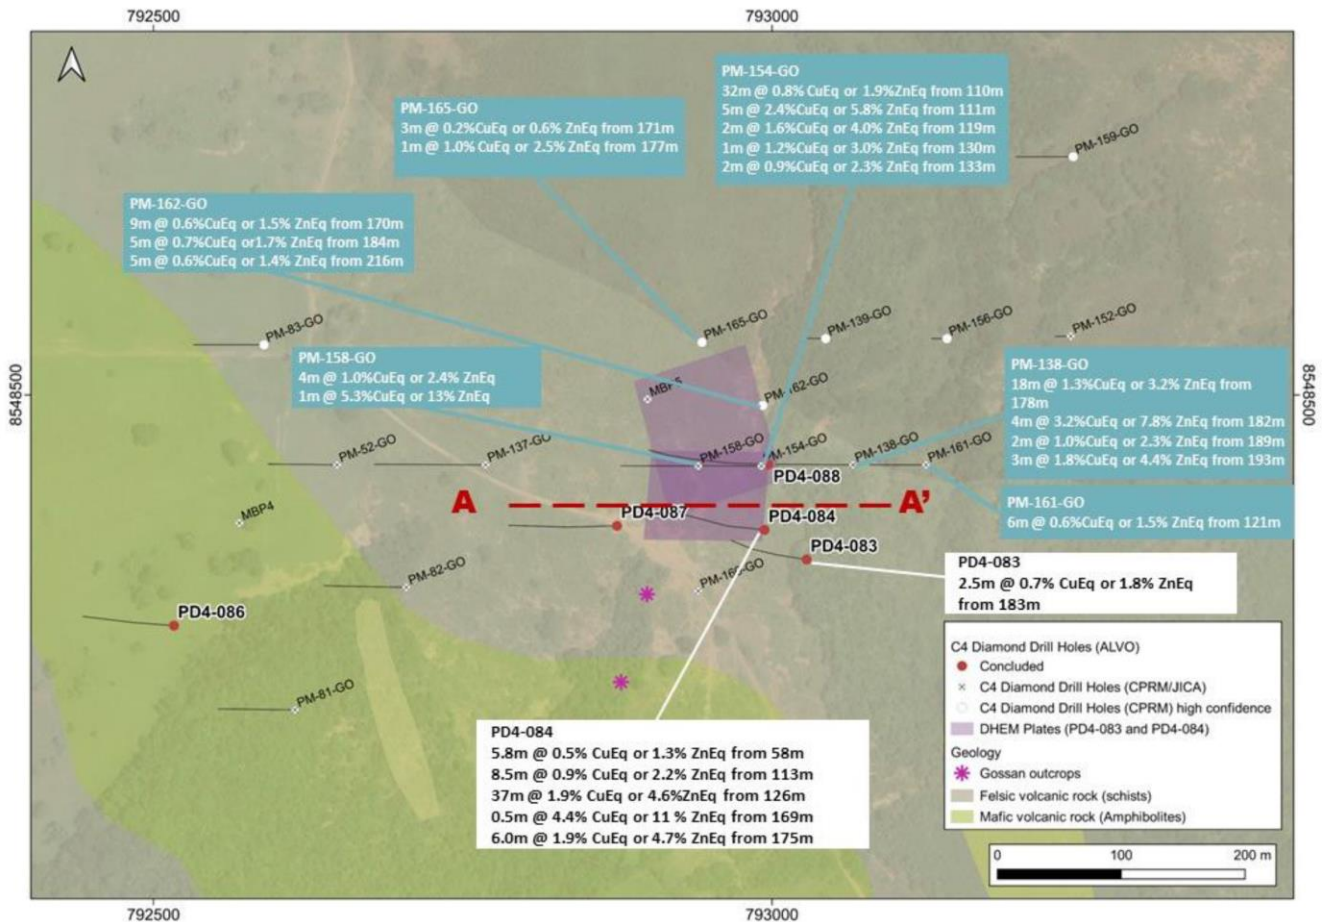 792500
793000
PM-154-GO
32m @ 0.8% CuEq or 1.9%ZnEq from 110m
5m @ 2.4%CuEq or 5.8% ZnEq from 111m
2m @ 1.6%CuEq or 4.0% ZnEq from 119m
1m @ 1.2%CuEq or 3.0% ZnEq from 130m
2m @ 0.9%CuEq or 2.3% ZnEq from 133m
PM-165-GO
3m @ 0.2%CuEq or 0.6% ZnEq from 171m
1m @ 1.0% CuEq or 2.5% ZnEq from 177m
PM-159-GO
PM-162-GO
9m @ 0.6%CuEq or 1.5% ZnEq from 170m
5m @ 0.7%CuEq or1.7% ZnEq from 184m
5m @ 0.6%CuEq or 1.4% ZnEq from 216m
PM-83-GO
PM-165-GO
PM-139-GO
PM-156-GO
PM-152-GO
PM-158-GO
4m @ 1.0%CuEq or 2.4% ZnEq
1m @ 5.3%CuEq or 13% ZnEq
PM-138-GO
18m @ 1.3%CuEq or 3.2% ZnEq from
178m
4m @ 3.2%CuEq or 7.8% ZnEq from 182m
2m @ 1.0%CuEq or 2.3% ZnEq from 189m
3m @ 1.8%CuEq or 4.4% ZnEq from 193m
8548500
8548500
PM-162-GO
PM-52-GO
PM-137-GO
PM-158-GO
M-154-GO
PM-138-GO
PM-161-GO
PD4-088
PM-161-GO
6m @ 0.6%CuEq or 1.5% ZnEq from 121m
A
A'
MBP4
PD4-087
PD4-084
PD4-083
PD4-083
2.5m @ 0.7% CuEq or 1.8% ZnEq
from 183m
PM-82-GO
PD4-086
PM-81-GO
C4 Diamond Drill Holes (ALVO)
Concluded
C4 Diamond Drill Holes (CPRM/JICA)
C4 Diamond Drill Holes (CPRM) high confidence
DHEM Plates (PD4-083 and PD4-084)
Geology
Gossan outcrops
Felsic volcanic rock (schists)
Mafic volcanic rock (Amphibolites)
PD4-084
5.8m @ 0.5% CuEq or 1.3% ZnEq from 58m
8.5m @ 0.9% CuEq or 2.2% ZnEq from 113m
37m @ 1.9% CuEq or 4.6%ZnEq from 126m
0.5m @ 4.4% CuEq or 11 % ZnEq from 169m
6.0m @ 1.9% CuEq or 4.7% ZnEq from 175m
0
100
200 m
792500
793000